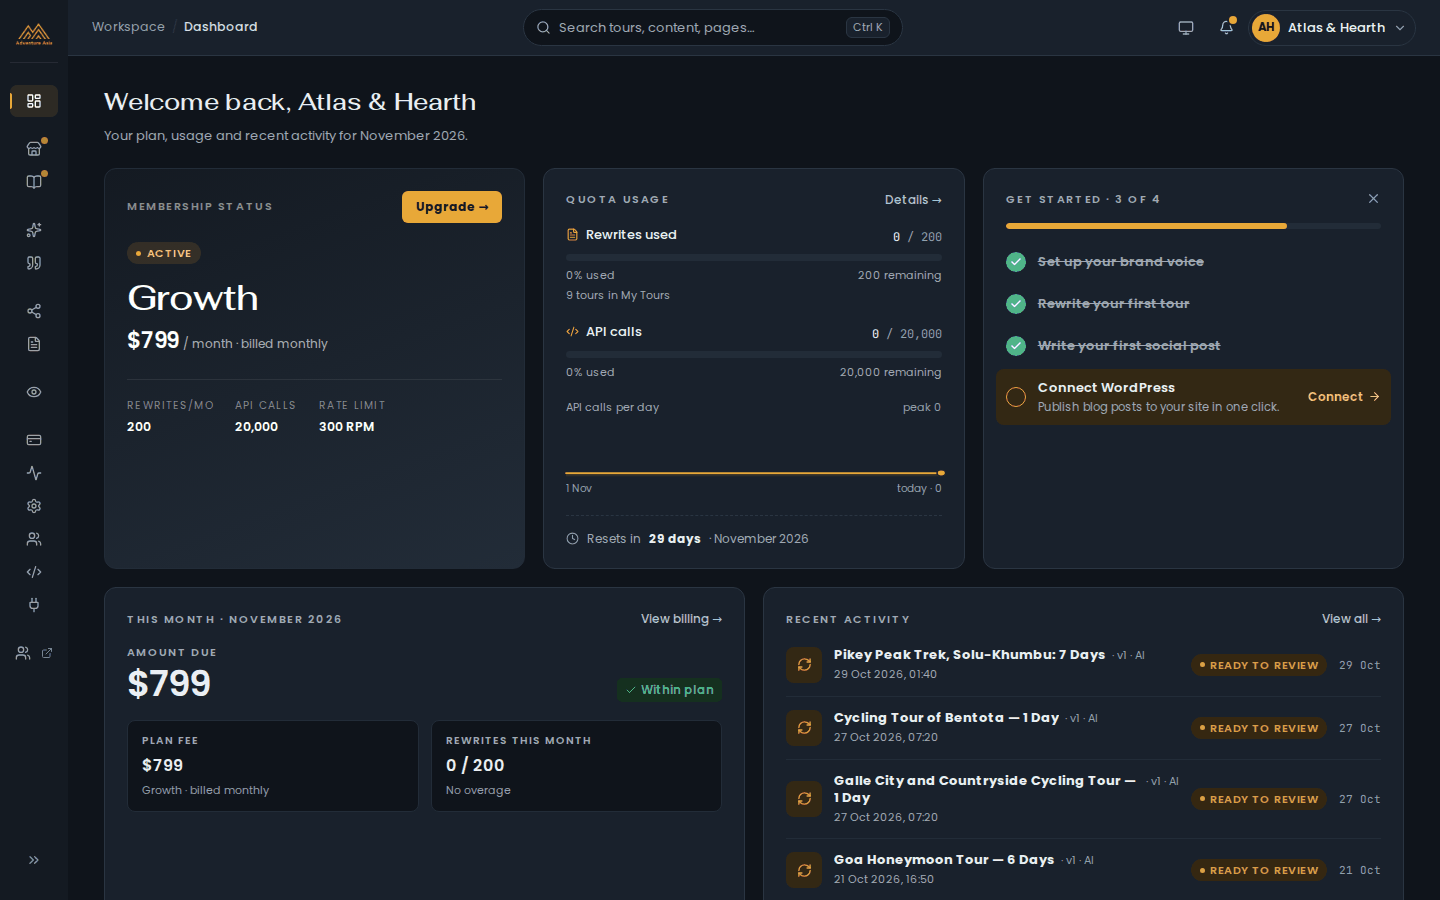 Adventure Asia
Workspace / Dashboard
Search tours, content, pages...
Ctrl K
AH
Atlas & Hearth
Welcome back, Atlas & Hearth
Your plan, usage and recent activity for November 2026.
MEMBERSHIP STATUS
Upgrade →
ACTIVE
Growth
$799 / month · billed monthly
REWRITES/MO API CALLS RATE LIMIT
200 20,000 300 RPM
QUOTA USAGE
Details →
Rewrites used
0 / 200
0% used
200 remaining
9 tours in My Tours
API calls
0 / 20,000
0% used
20,000 remaining
API calls per day
peak 0
1 Nov
today · 0
Resets in 29 days · November 2026
GET STARTED · 3 OF 4
Set up your brand voice
Rewrite your first tour
Write your first social post
Connect WordPress
Publish blog posts to your site in one click.
Connect →
THIS MONTH · NOVEMBER 2026
View billing →
AMOUNT DUE
$799
Within plan
PLAN FEE
$799
Growth · billed monthly
REWRITES THIS MONTH
0 / 200
No overage
RECENT ACTIVITY
View all →
Pikey Peak Trek, Solu-Khumbu: 7 Days · v1 · AI
29 Oct 2026, 01:40
READY TO REVIEW
29 Oct
Cycling Tour of Bentota — 1 Day · v1 · AI
27 Oct 2026, 07:20
READY TO REVIEW
27 Oct
Galle City and Countryside Cycling Tour — · v1 · AI
1 Day
27 Oct 2026, 07:20
READY TO REVIEW
27 Oct
Goa Honeymoon Tour — 6 Days · v1 · AI
21 Oct 2026, 16:50
READY TO REVIEW
21 Oct